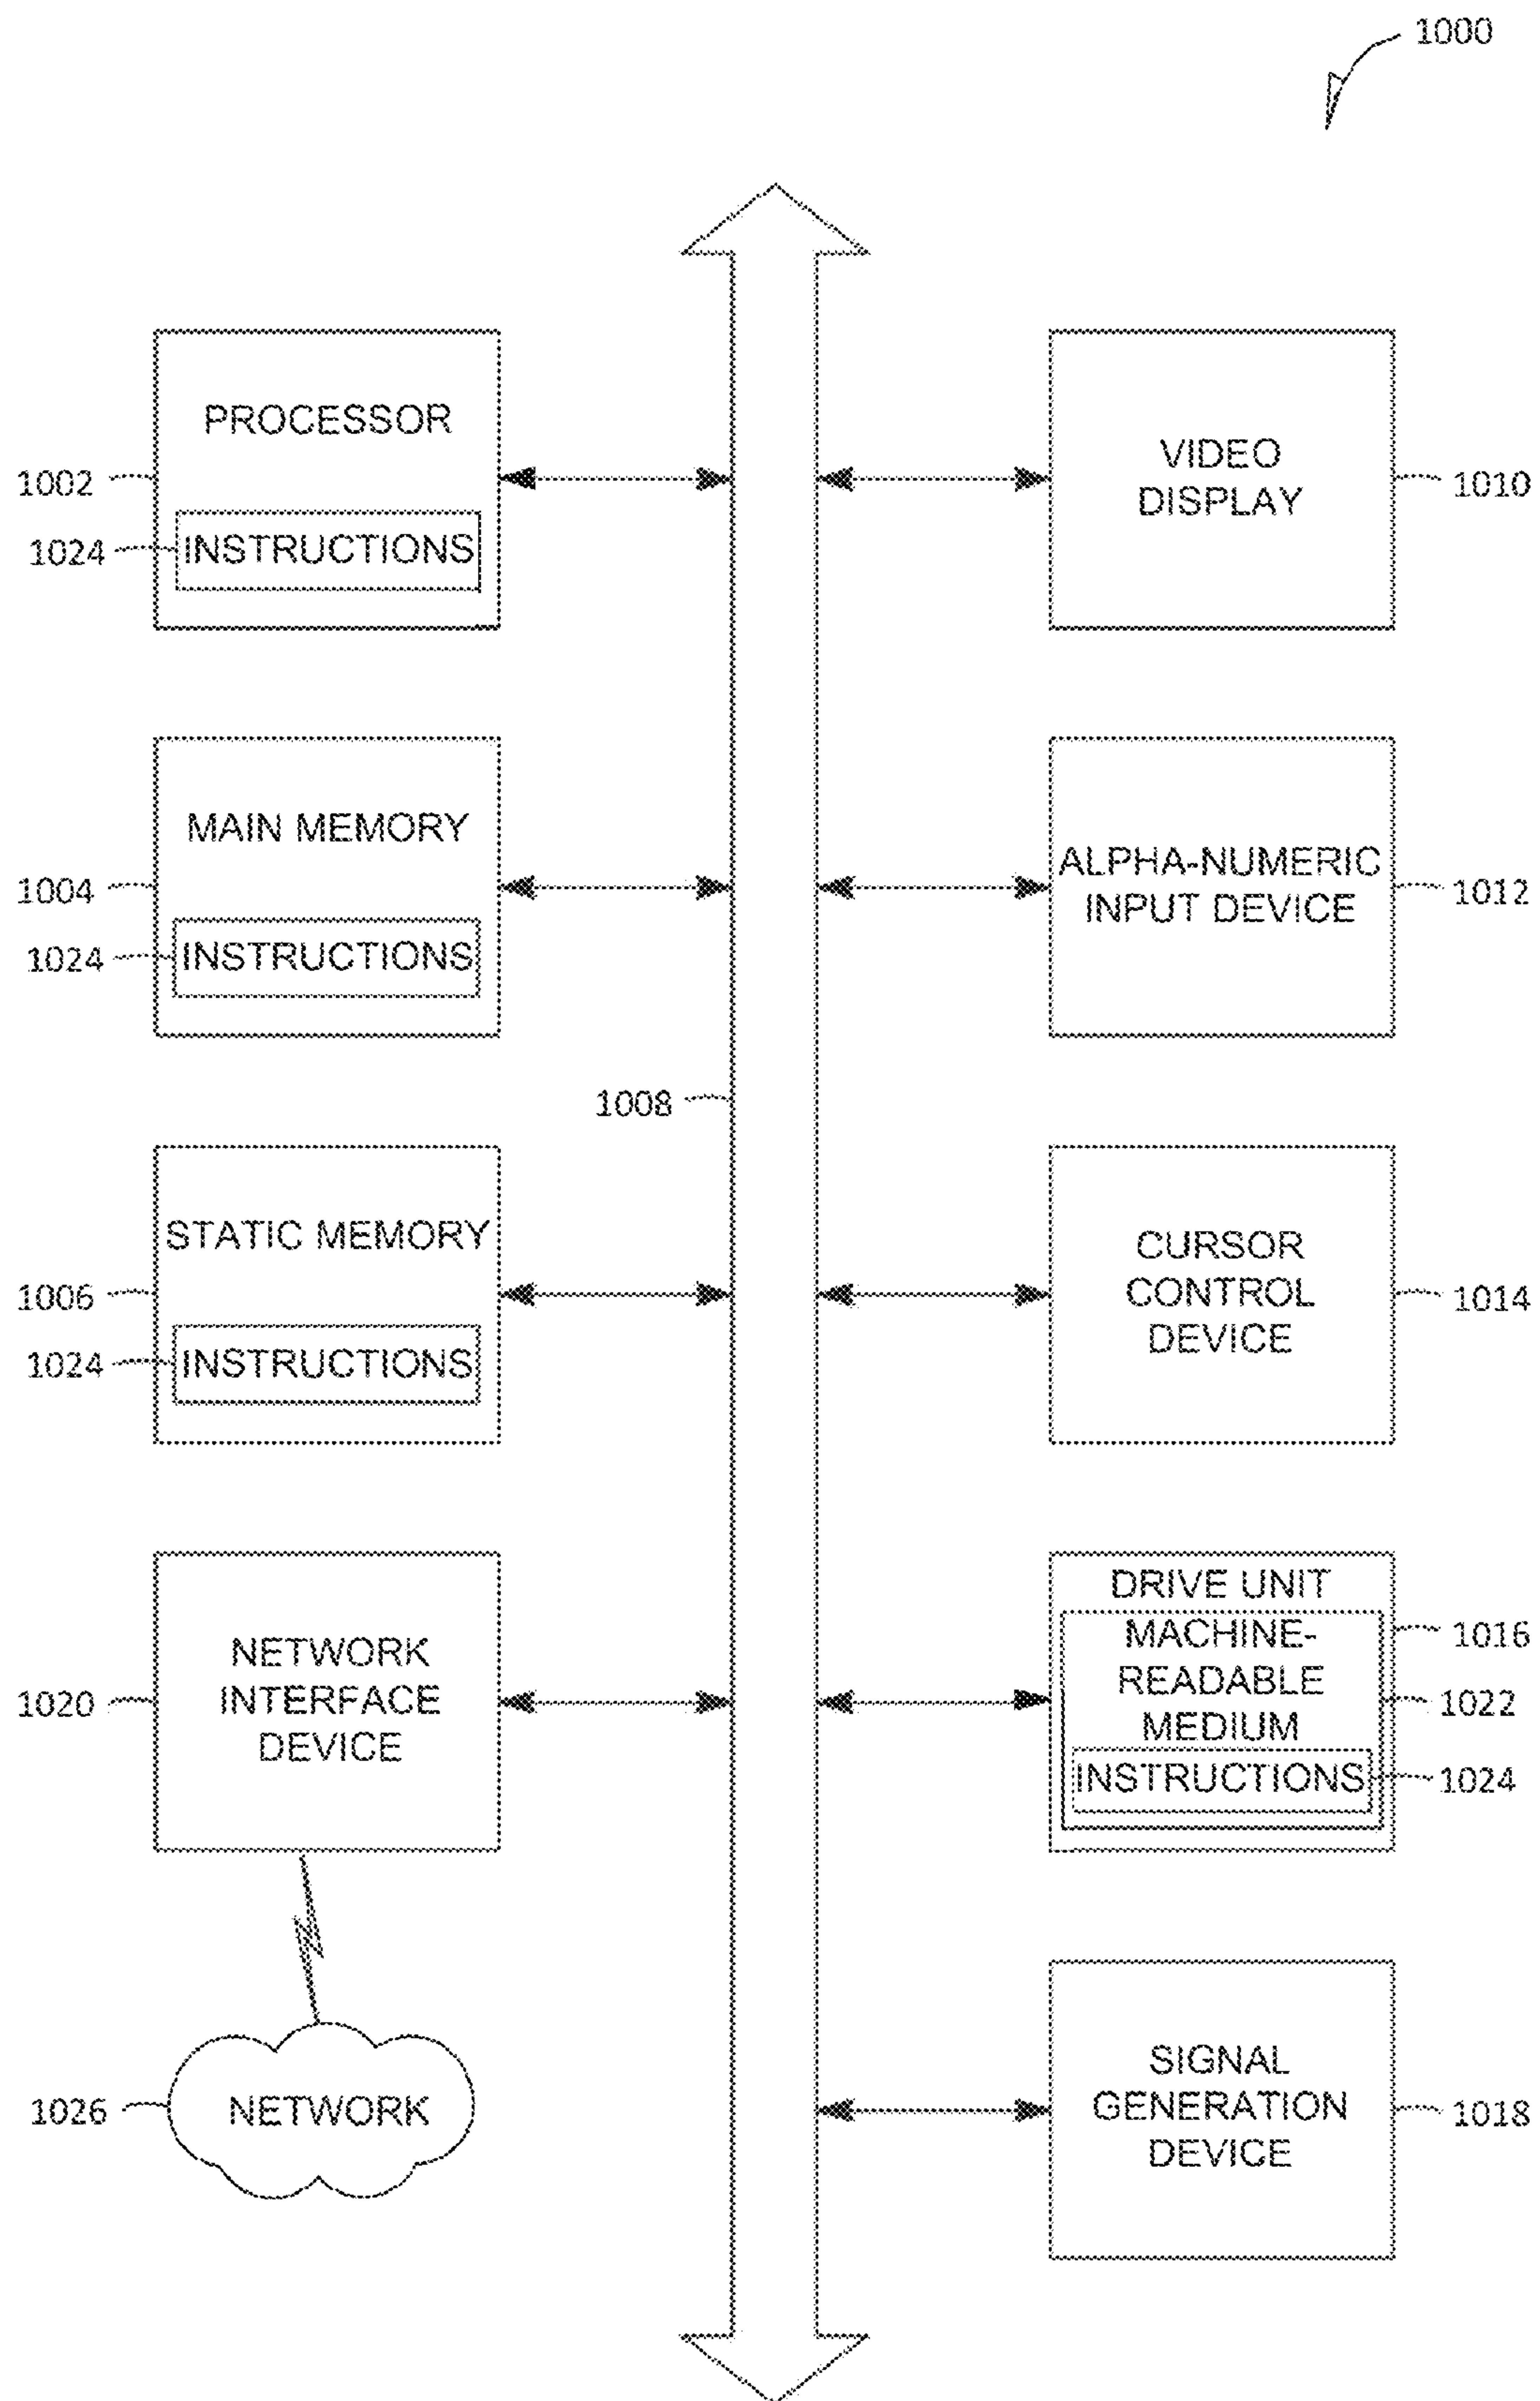 1000
PROCESSOR
1002
1024
INSTRUCTIONS
VIDEO
DISPLAY
1010
MAIN MEMORY
1004
1024
INSTRUCTIONS
ALPHA-NUMERIC
INPUT DEVICE
1012
1008
STATIC MEMORY
1006
1024
INSTRUCTIONS
CURSOR
CONTROL
DEVICE
1014
NETWORK
INTERFACE
DEVICE
1020
DRIVE UNIT
1016
MACHINE-
READABLE
MEDIUM
1022
INSTRUCTIONS
1024
1026
NETWORK
SIGNAL
GENERATION
DEVICE
1018